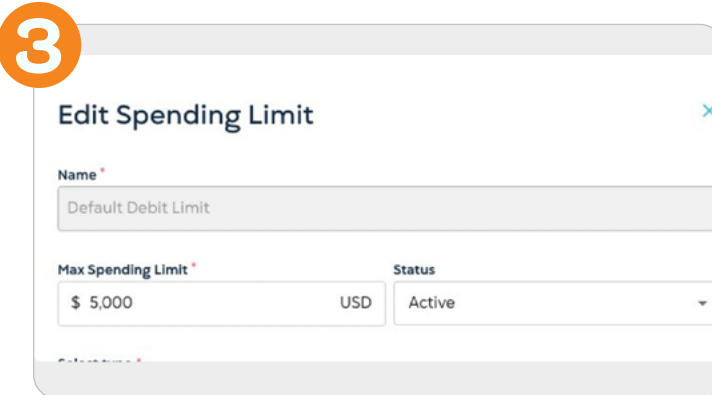 3
Edit Spending Limit
Name *
Default Debit Limit
Max Spending Limit *
Status
$ 5,000 USD
Active